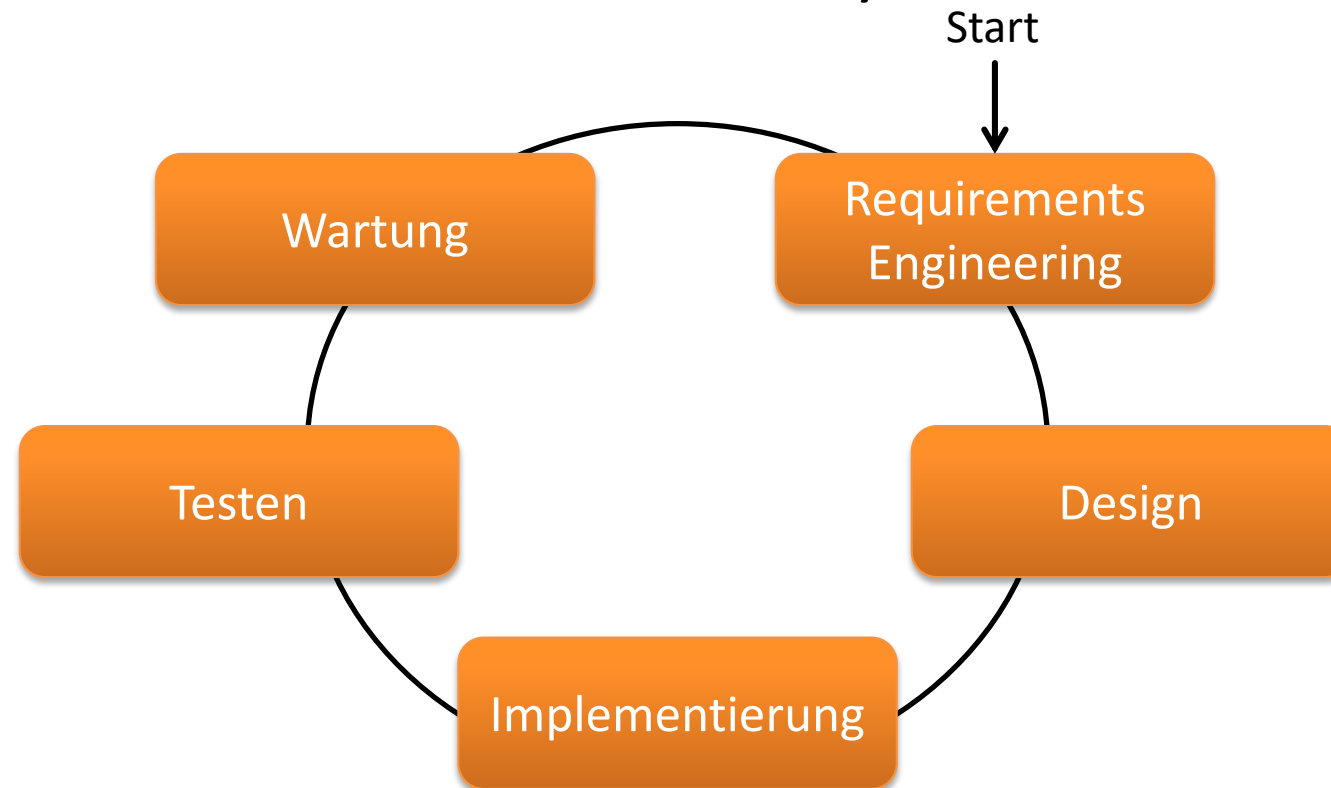 Start
Requirements
Engineering
Wartung
Testen
Design
Implementierung